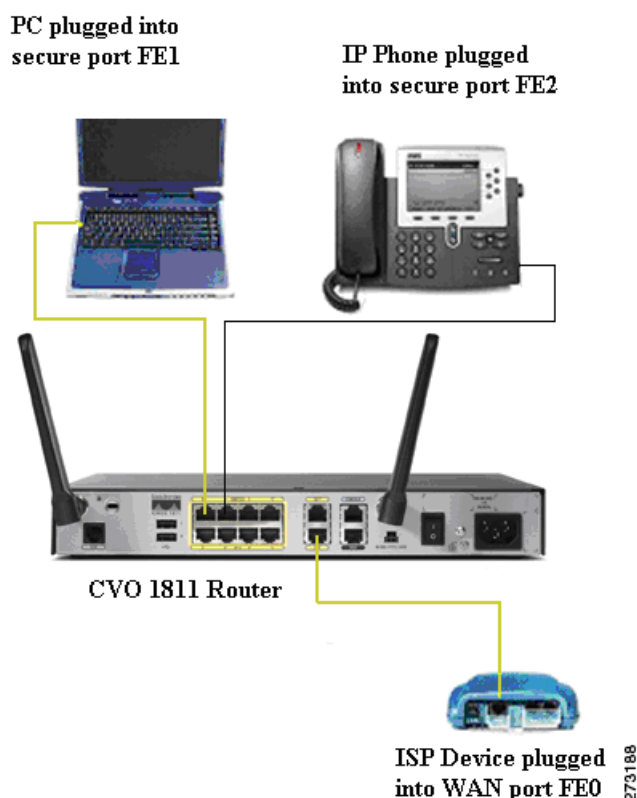 PC plugged into
secure port FE1
IP Phone plugged
into secure port FE2
CVO 1811 Router
ISP Device plugged
into WAN port FE0
273188